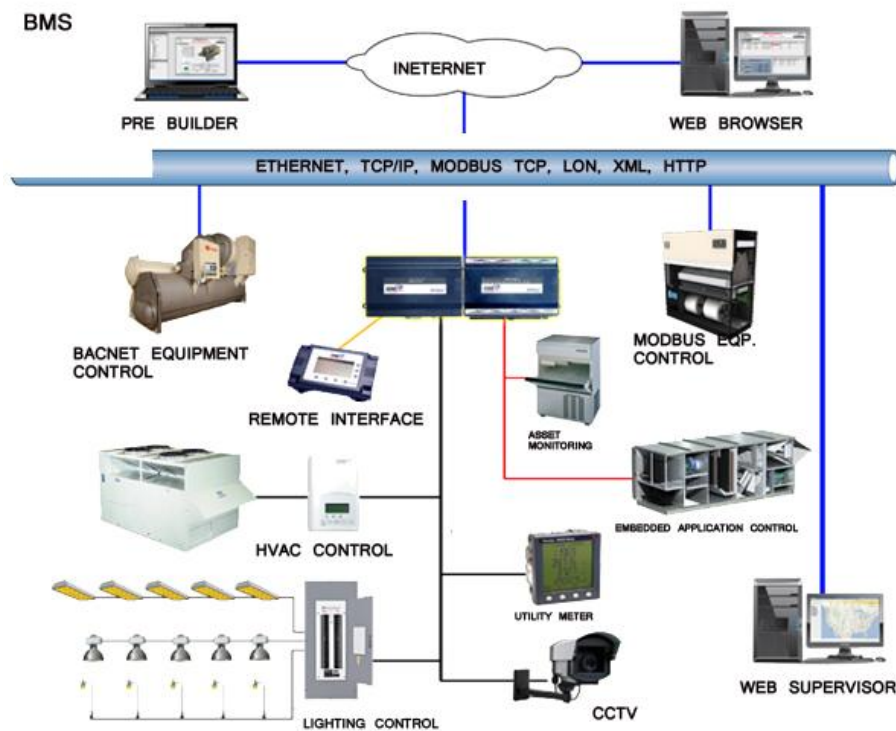 BMS
INETERNET
PRE BUILDER
WEB BROWSER
ETHERNET, TCP/IP, MODBUS TCP, LON, XML, HTTP
BACNET EQUIPMENT
CONTROL
MODBUS EQP.
CONTROL
REMOTE INTERFACE
ASSET
MONITORING
EMBEDDED APPLICATION CONTROL
HVAC CONTROL
UTILITY METER
WEB SUPERVISOR
CCTV
LIGHTING CONTROL